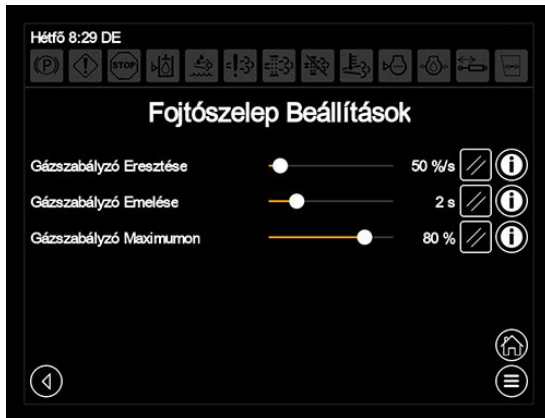 Hétfő 8:29 DE
(P) STOP
Fojtószelep Beállítások
Gázszabályzó Eresztése 50 %/s
Gázszabályzó Emelése 2 s
Gázszabályzó Maximumon 80 %